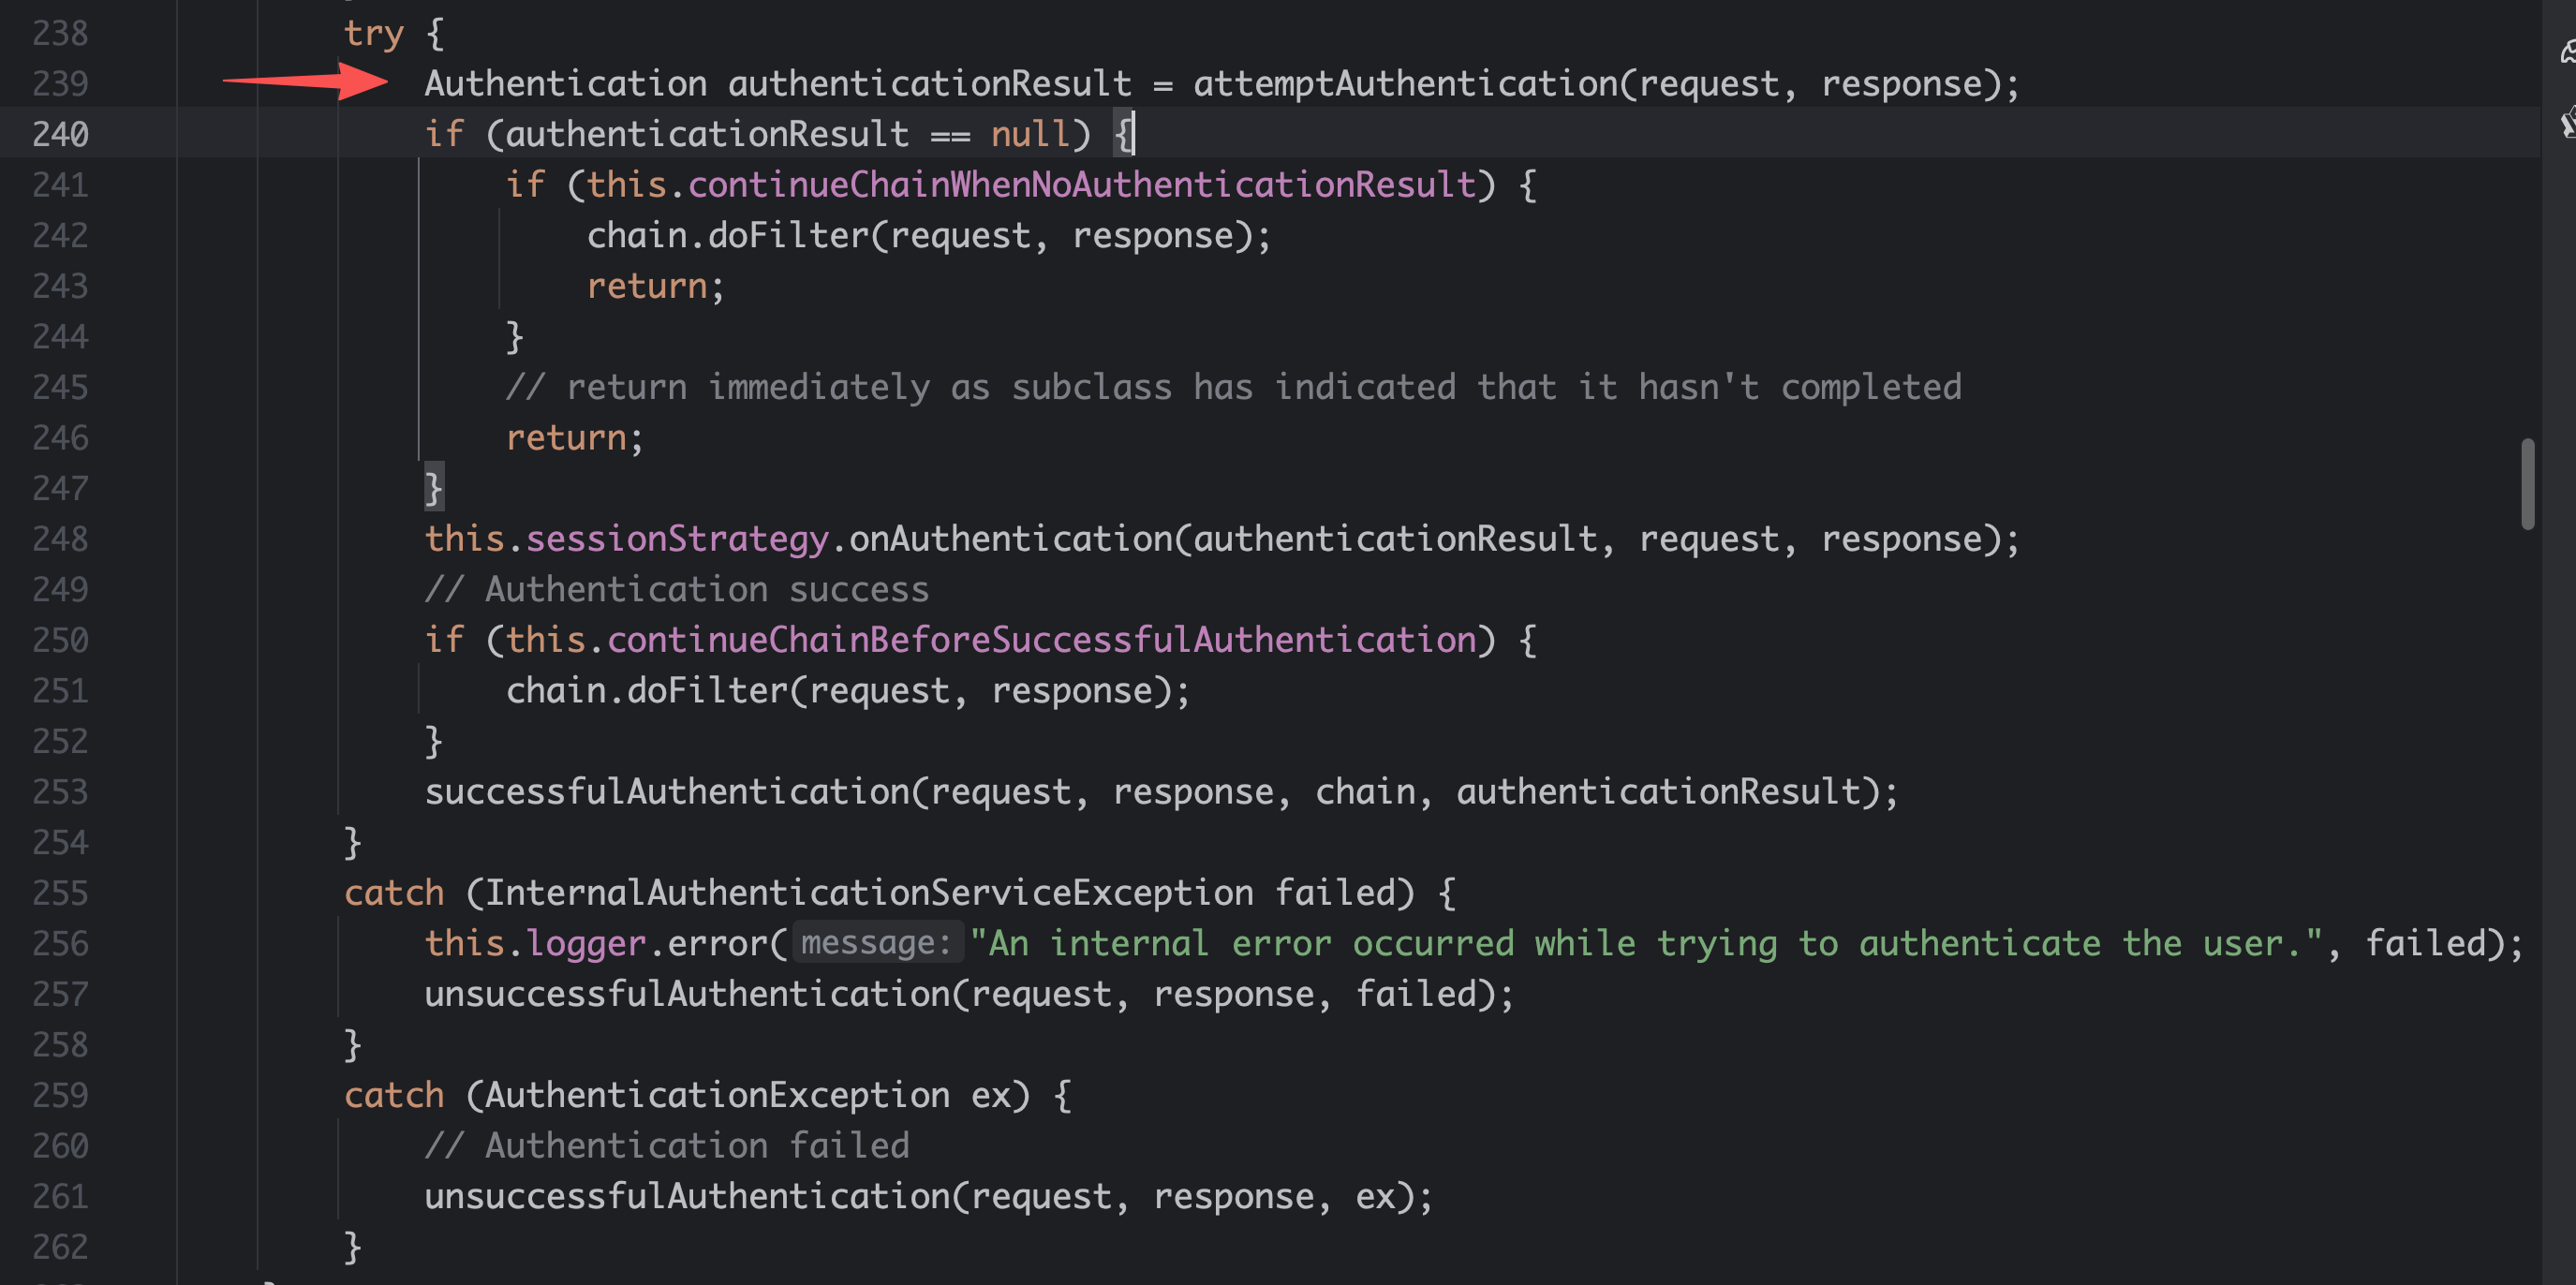 238 try {
239 Authentication authenticationResult = attemptAuthentication(request, response);
240 if (authenticationResult == null) {
241 if (this.continueChainWhenNoAuthenticationResult) {
242 chain.doFilter(request, response);
243 return;
244 }
245 // return immediately as subclass has indicated that it hasn't completed
246 return;
247 }
248 this.sessionStrategy.onAuthentication(authenticationResult, request, response);
249 // Authentication success
250 if (this.continueChainBeforeSuccessfulAuthentication) {
251 chain.doFilter(request, response);
252 }
253 successfulAuthentication(request, response, chain, authenticationResult);
254 }
255 catch (InternalAuthenticationServiceException failed) {
256 this.logger.error( message: "An internal error occurred while trying to authenticate the user.", failed);
257 unsuccessfulAuthentication(request, response, failed);
258 }
259 catch (AuthenticationException ex) {
260 // Authentication failed
261 unsuccessfulAuthentication(request, response, ex);
262 }